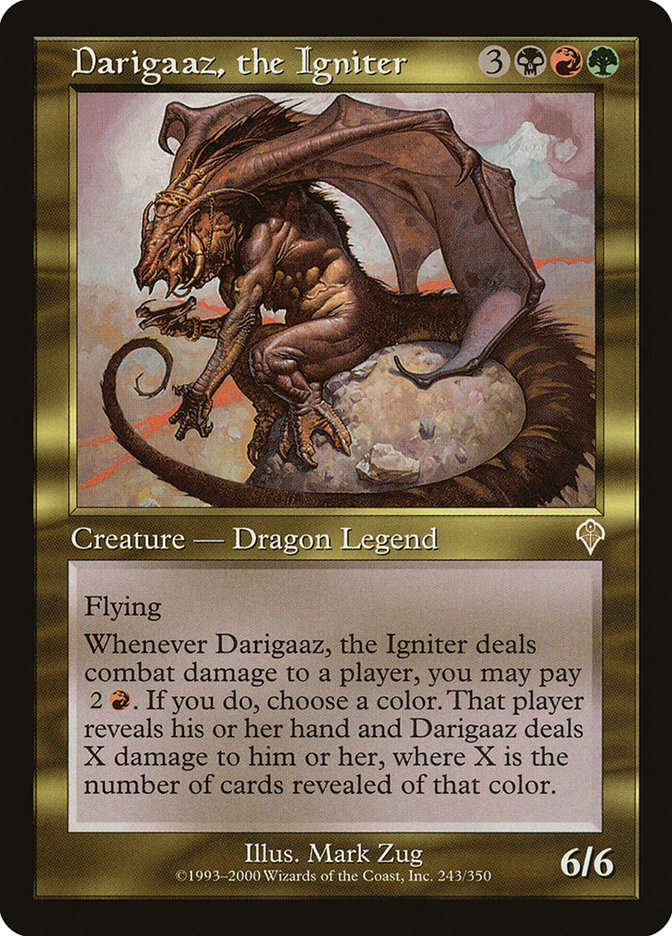 Darigaaz, the Igniter 3
Creature — Dragon Legend
Flying
Whenever Darigaaz, the Igniter deals
combat damage to a player, you may pay
2 . If you do, choose a color. That player
reveals his or her hand and Darigaaz deals
X damage to him or her, where X is the
number of cards revealed of that color.
Illus. Mark Zug
©1993–2000 Wizards of the Coast, Inc. 243/350
6/6